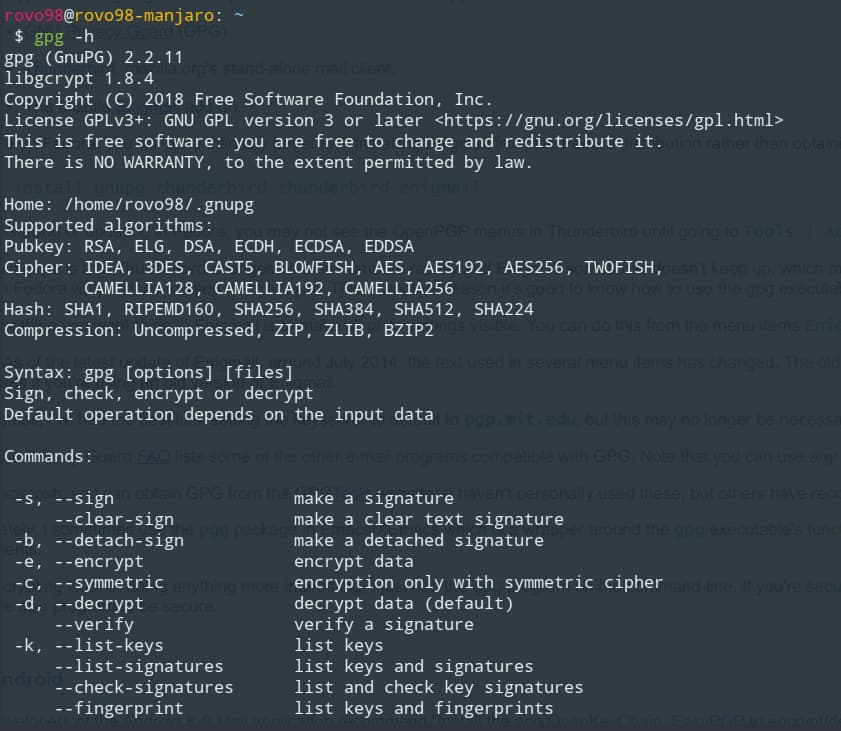 rovo98@rovo98-manjaro: ~
$ gpg -h
gpg (GnuPG) 2.2.11
libgcrypt 1.8.4
Copyright (C) 2018 Free Software Foundation, Inc.
License GPLv3+: GNU GPL version 3 or later <https://gnu.org/licenses/gpl.html>
This is free software: you are free to change and redistribute it.
There is NO WARRANTY, to the extent permitted by law.
Home: /home/rovo98/.gnupg
Supported algorithms:
Pubkey: RSA, ELG, DSA, ECDH, ECDSA, EDDSA
Cipher: IDEA, 3DES, CAST5, BLOWFISH, AES, AES192, AES256, TWOFISH,
CAMELLIA128, CAMELLIA192, CAMELLIA256
Hash: SHA1, RIPEMD160, SHA256, SHA384, SHA512, SHA224
Compression: Uncompressed, ZIP, ZLIB, BZIP2
Syntax: gpg [options] [files]
Sign, check, encrypt or decrypt
Default operation depends on the input data
Commands:
-s, --sign make a signature
--clear-sign make a clear text signature
-b, --detach-sign make a detached signature
-e, --encrypt encrypt data
-c, --symmetric encryption only with symmetric cipher
-d, --decrypt decrypt data (default)
--verify verify a signature
-k, --list-keys list keys
--list-signatures list keys and signatures
--check-signatures list and check key signatures
--fingerprint list keys and fingerprints